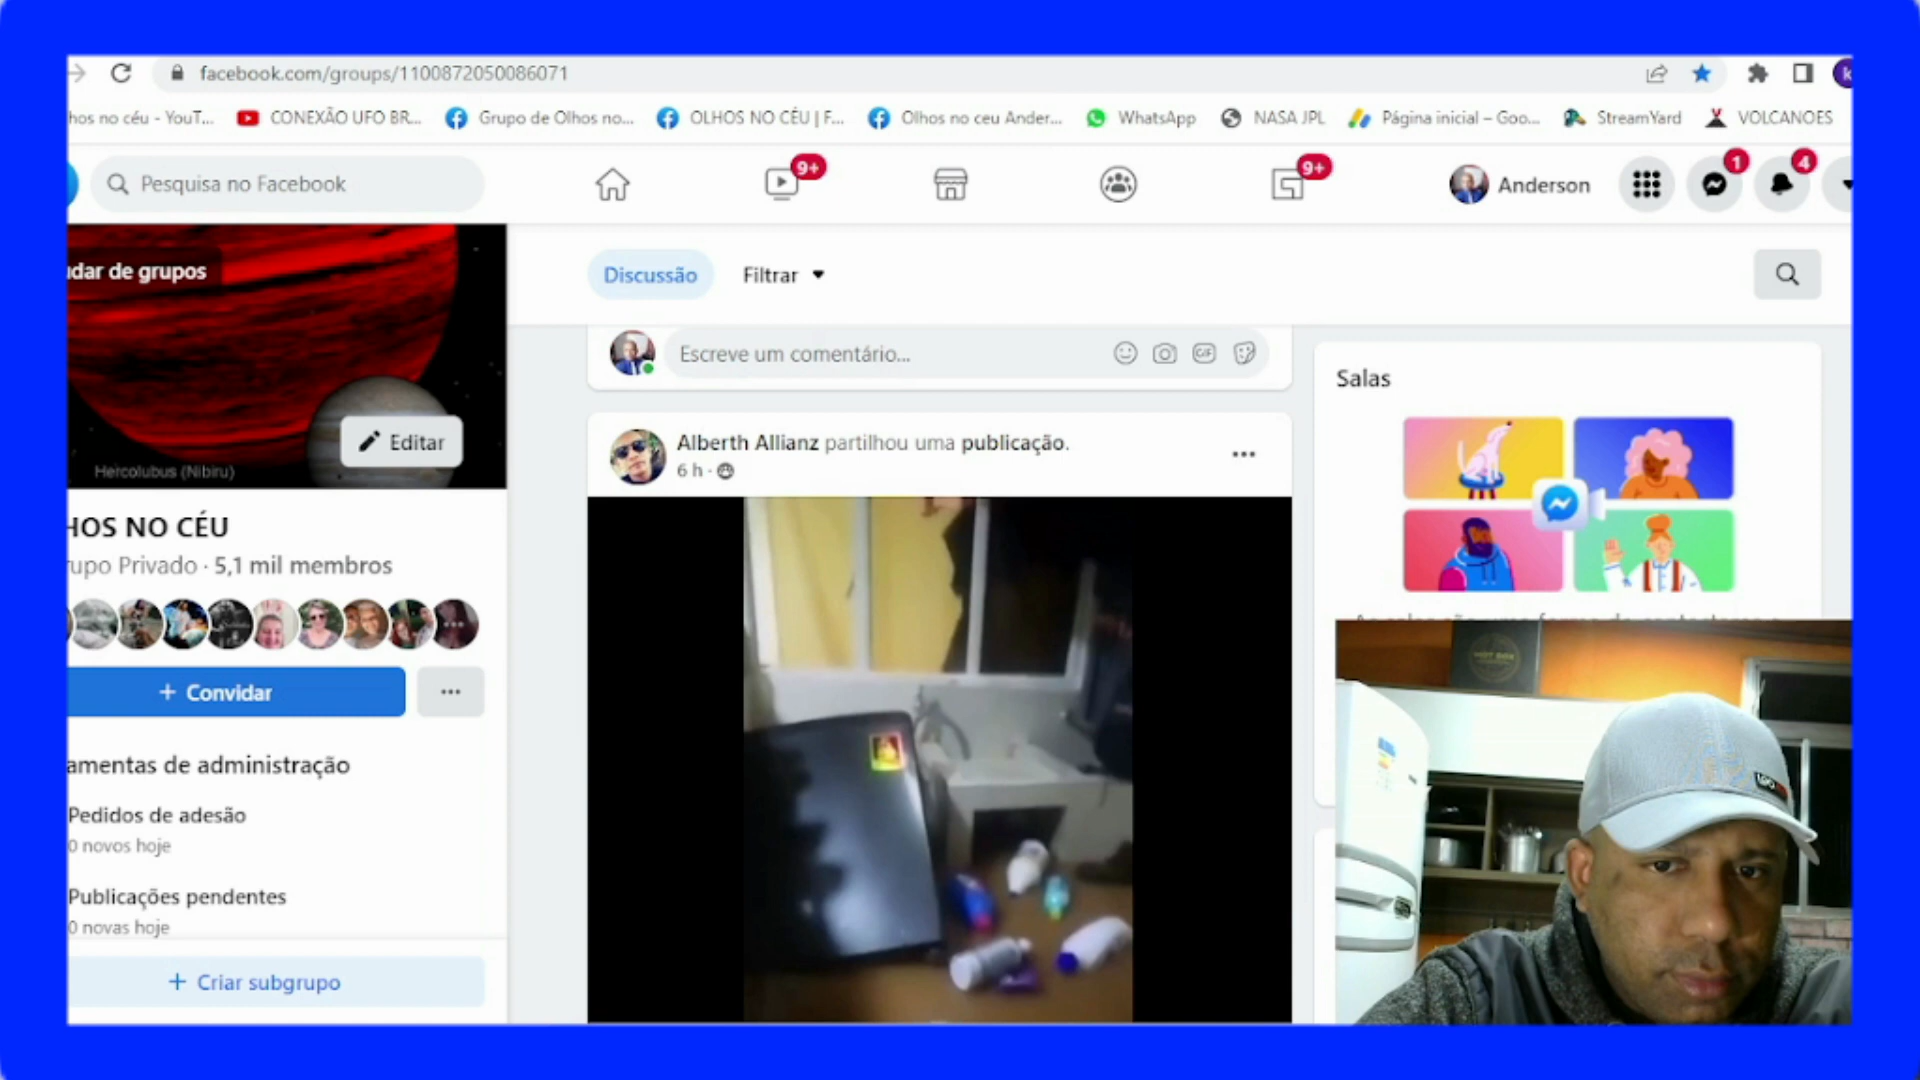 facebook.com/groups/1100872050086071
hos no céu - YouT...
CONEXÃO UFO BR...
Grupo de Olhos no...
OLHOS NO CÉU | F...
Olhos no ceu Ander...
WhatsApp
NASA JPL
Página inicial – Goo...
StreamYard
VOLCANOES
Pesquisa no Facebook
9+
9+
Anderson
1
4
dar de grupos
Discussão
Filtrar
Escreve um comentário...
GIF
Salas
Editar
Hercolubus (Nibiru)
Alberth Allianz partilhou uma publicação.
6 h
HOS NO CÉU
upo Privado · 5,1 mil membros
+ Convidar
amentas de administração
Pedidos de adesão
0 novos hoje
Publicações pendentes
0 novas hoje
+ Criar subgrupo